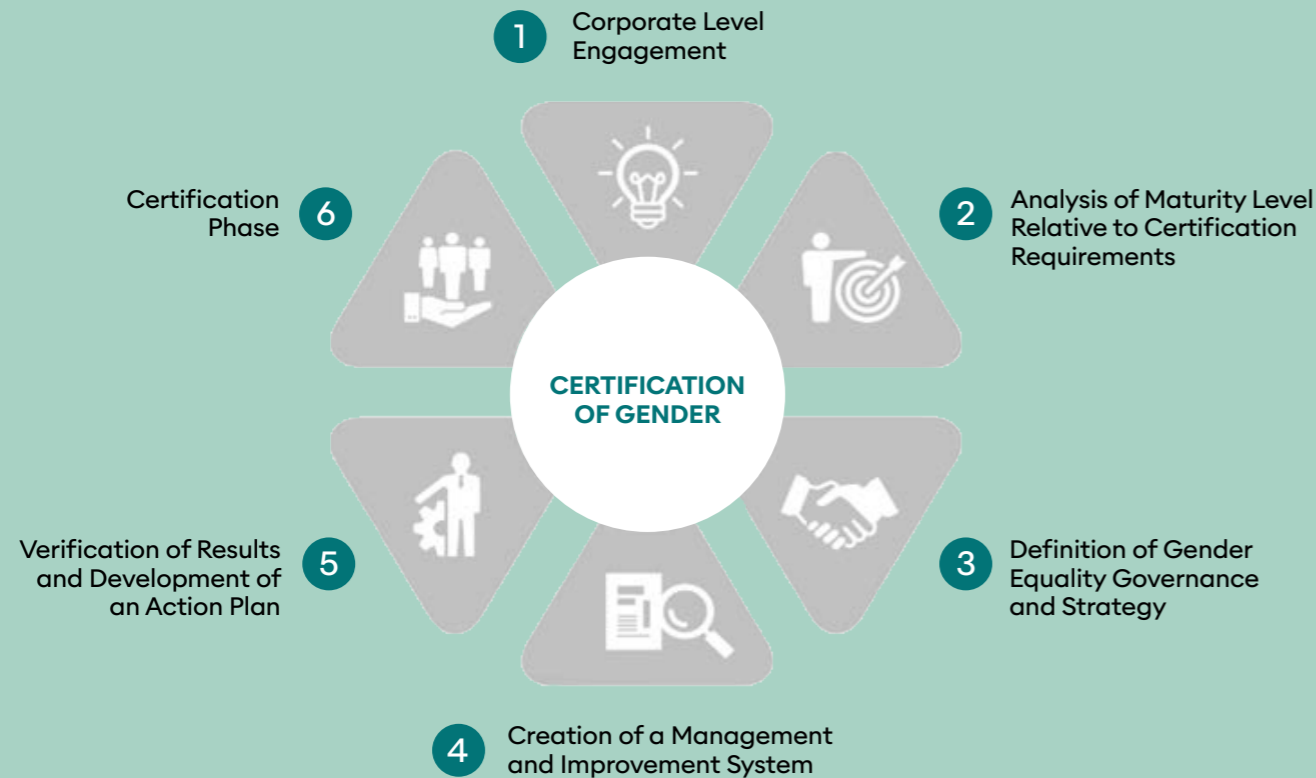 1
Corporate Level
Engagement
2
Analysis of Maturity Level
Relative to Certification
Requirements
3
Definition of Gender
Equality Governance
and Strategy
4
Creation of a Management
and Improvement System
5
Verification of Results
and Development of
an Action Plan
6
Certification
Phase
CERTIFICATION
OF GENDER